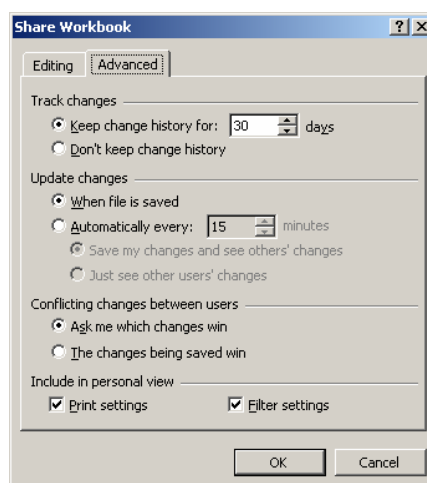 Share Workbook
Editing Advanced
Track changes
Keep change history for: 30 days
Don't keep change history
Update changes
When file is saved
Automatically every: 15 minutes
Save my changes and see others' changes
Just see other users' changes
Conflicting changes between users
Ask me which changes win
The changes being saved win
Include in personal view
Print settings Filter settings
OK Cancel